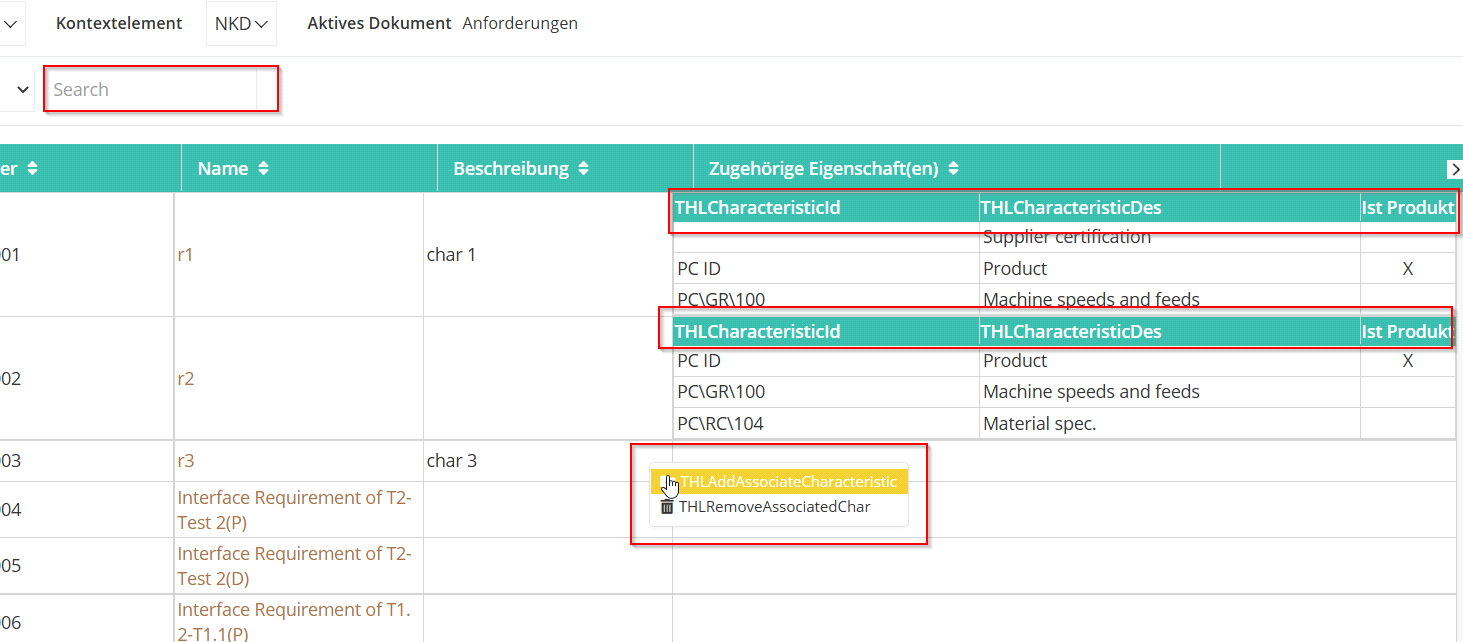 Kontextelement NKD Aktives Dokument Anforderungen
Search
er Name Beschreibung Zugehörige Eigenschaft(en)
THLCharacteristicId THLCharacteristicDes Ist Produkt
Supplier certification
001 r1 char 1
PC ID Product X
PC\GR\100 Machine speeds and feeds
THLCharacteristicId THLCharacteristicDes Ist Produkt
PC ID Product X
002 r2
PC\GR\100 Machine speeds and feeds
PC\RC\104 Material spec.
003 r3 char 3
THLAddAssociateCharacteristic
THLRemoveAssociatedChar
004 Interface Requirement of T2-
Test 2(P)
005 Interface Requirement of T2-
Test 2(D)
006 Interface Requirement of T1.
2-T1.1(P)